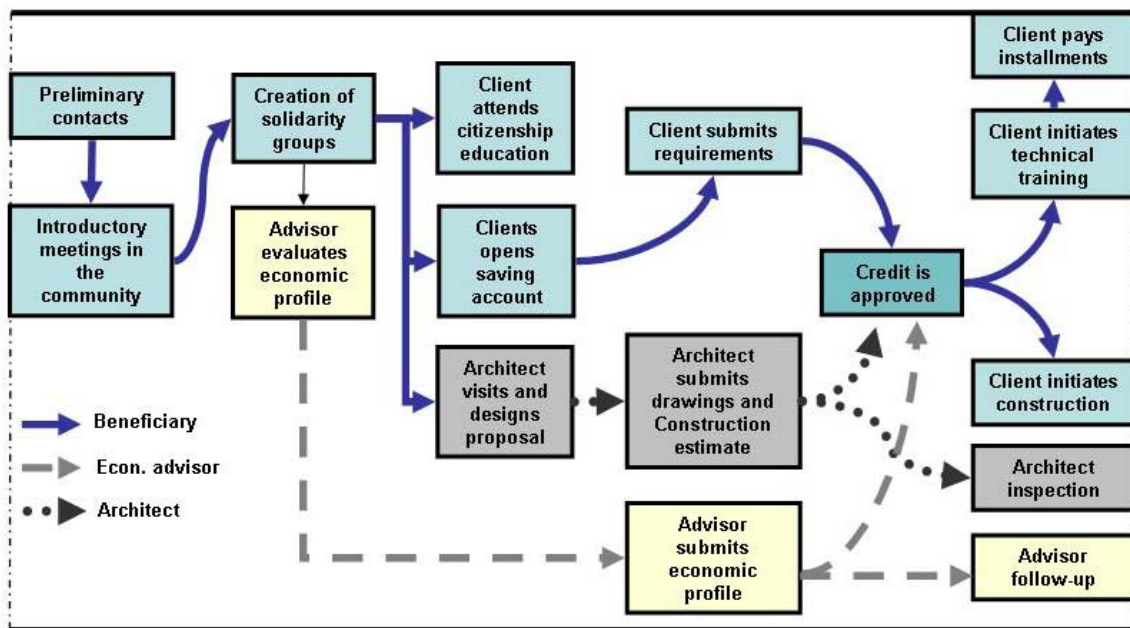 Preliminary
contacts
Introductory
meetings in
the
community
Creation of
solidarity
groups
Advisor
evaluates
economic
profile
Client
attends
citizenship
education
Clients
opens
saving
account
Architect
visits and
designs
proposal
Client submits
requirements
Architect
submits
drawings and
Construction
estimate
Advisor
submits
economic
profile
Credit is
approved
Client pays
installments
Client initiates
technical
training
Client initiates
construction
Architect
inspection
Advisor
follow-up
Beneficiary
Econ. advisor
Architect